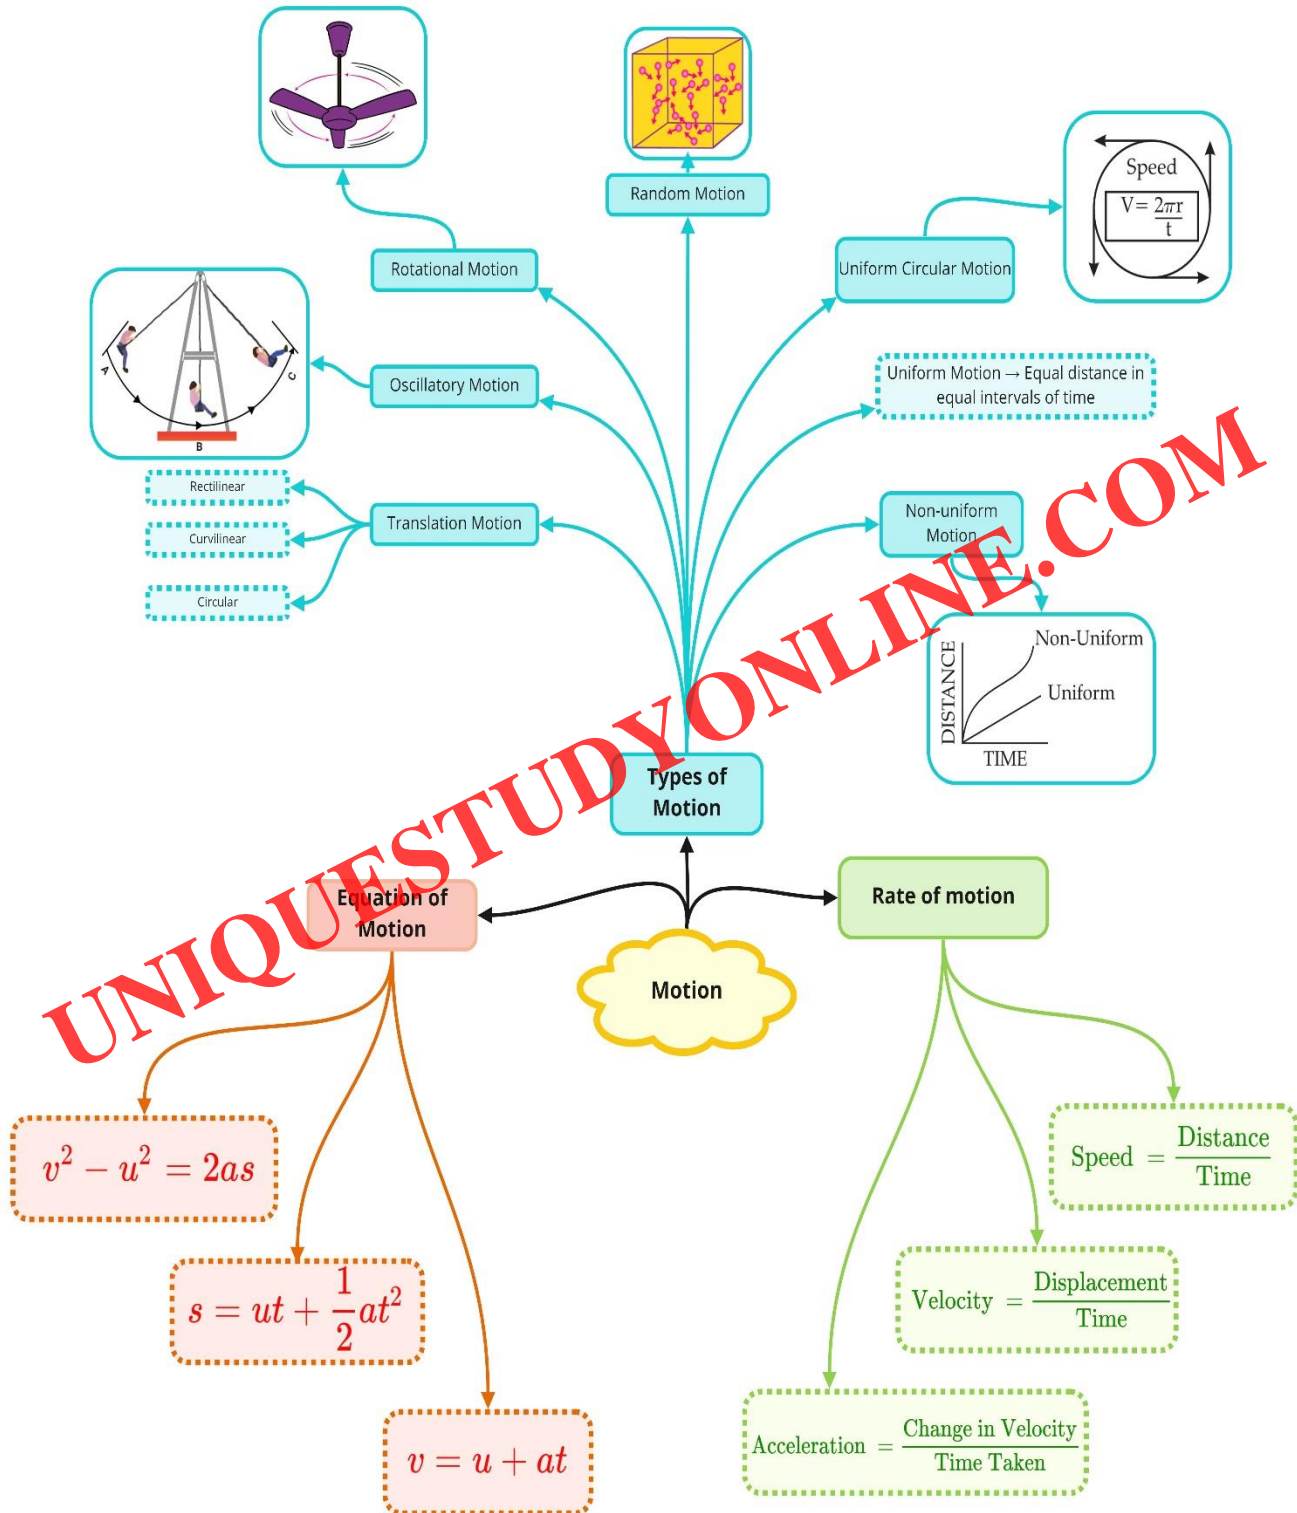 Random Motion
Speed
V= 2πr
t
Rotational Motion
Uniform Circular Motion
A
B
C
Oscillatory Motion
Uniform Motion → Equal distance in
equal intervals of time
Rectilinear
Curvilinear
Circular
Translation Motion
Non-uniform
Motion
Non-Uniform
Uniform
DISTANCE
TIME
Types of
Motion
UNIQUESTUDYONLINE.COM
Equation of
Motion
Rate of motion
Motion
v² − u² = 2as
s = ut + 1/2 at²
v = u + at
Speed = Distance
Time
Velocity = Displacement
Time
Acceleration = Change in Velocity
Time Taken